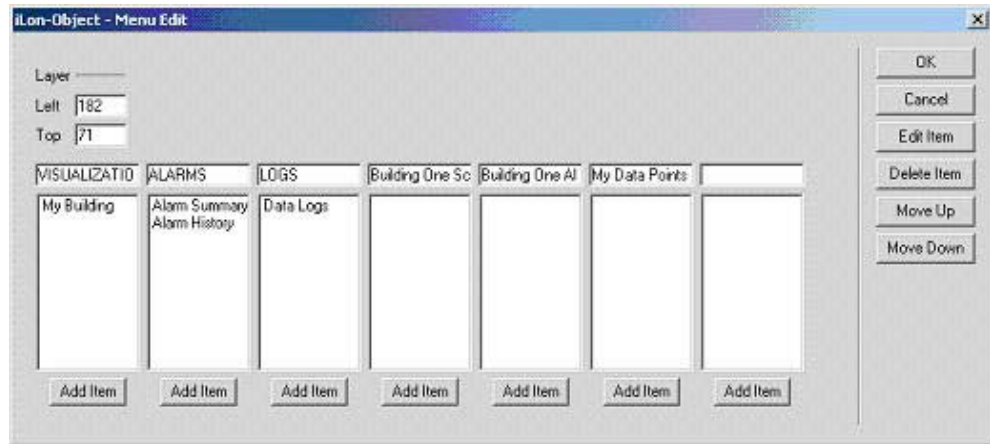 iLon-Object - Menu Edit
Layer
Left 182
Top 71
VISUALIZATIO ALARMS LOGS Building One Sc Building One Al My Data Points
My Building Alarm Summary Data Logs
Alarm History
Add Item Add Item Add Item Add Item Add Item Add Item Add Item
OK
Cancel
Edit Item
Delete Item
Move Up
Move Down